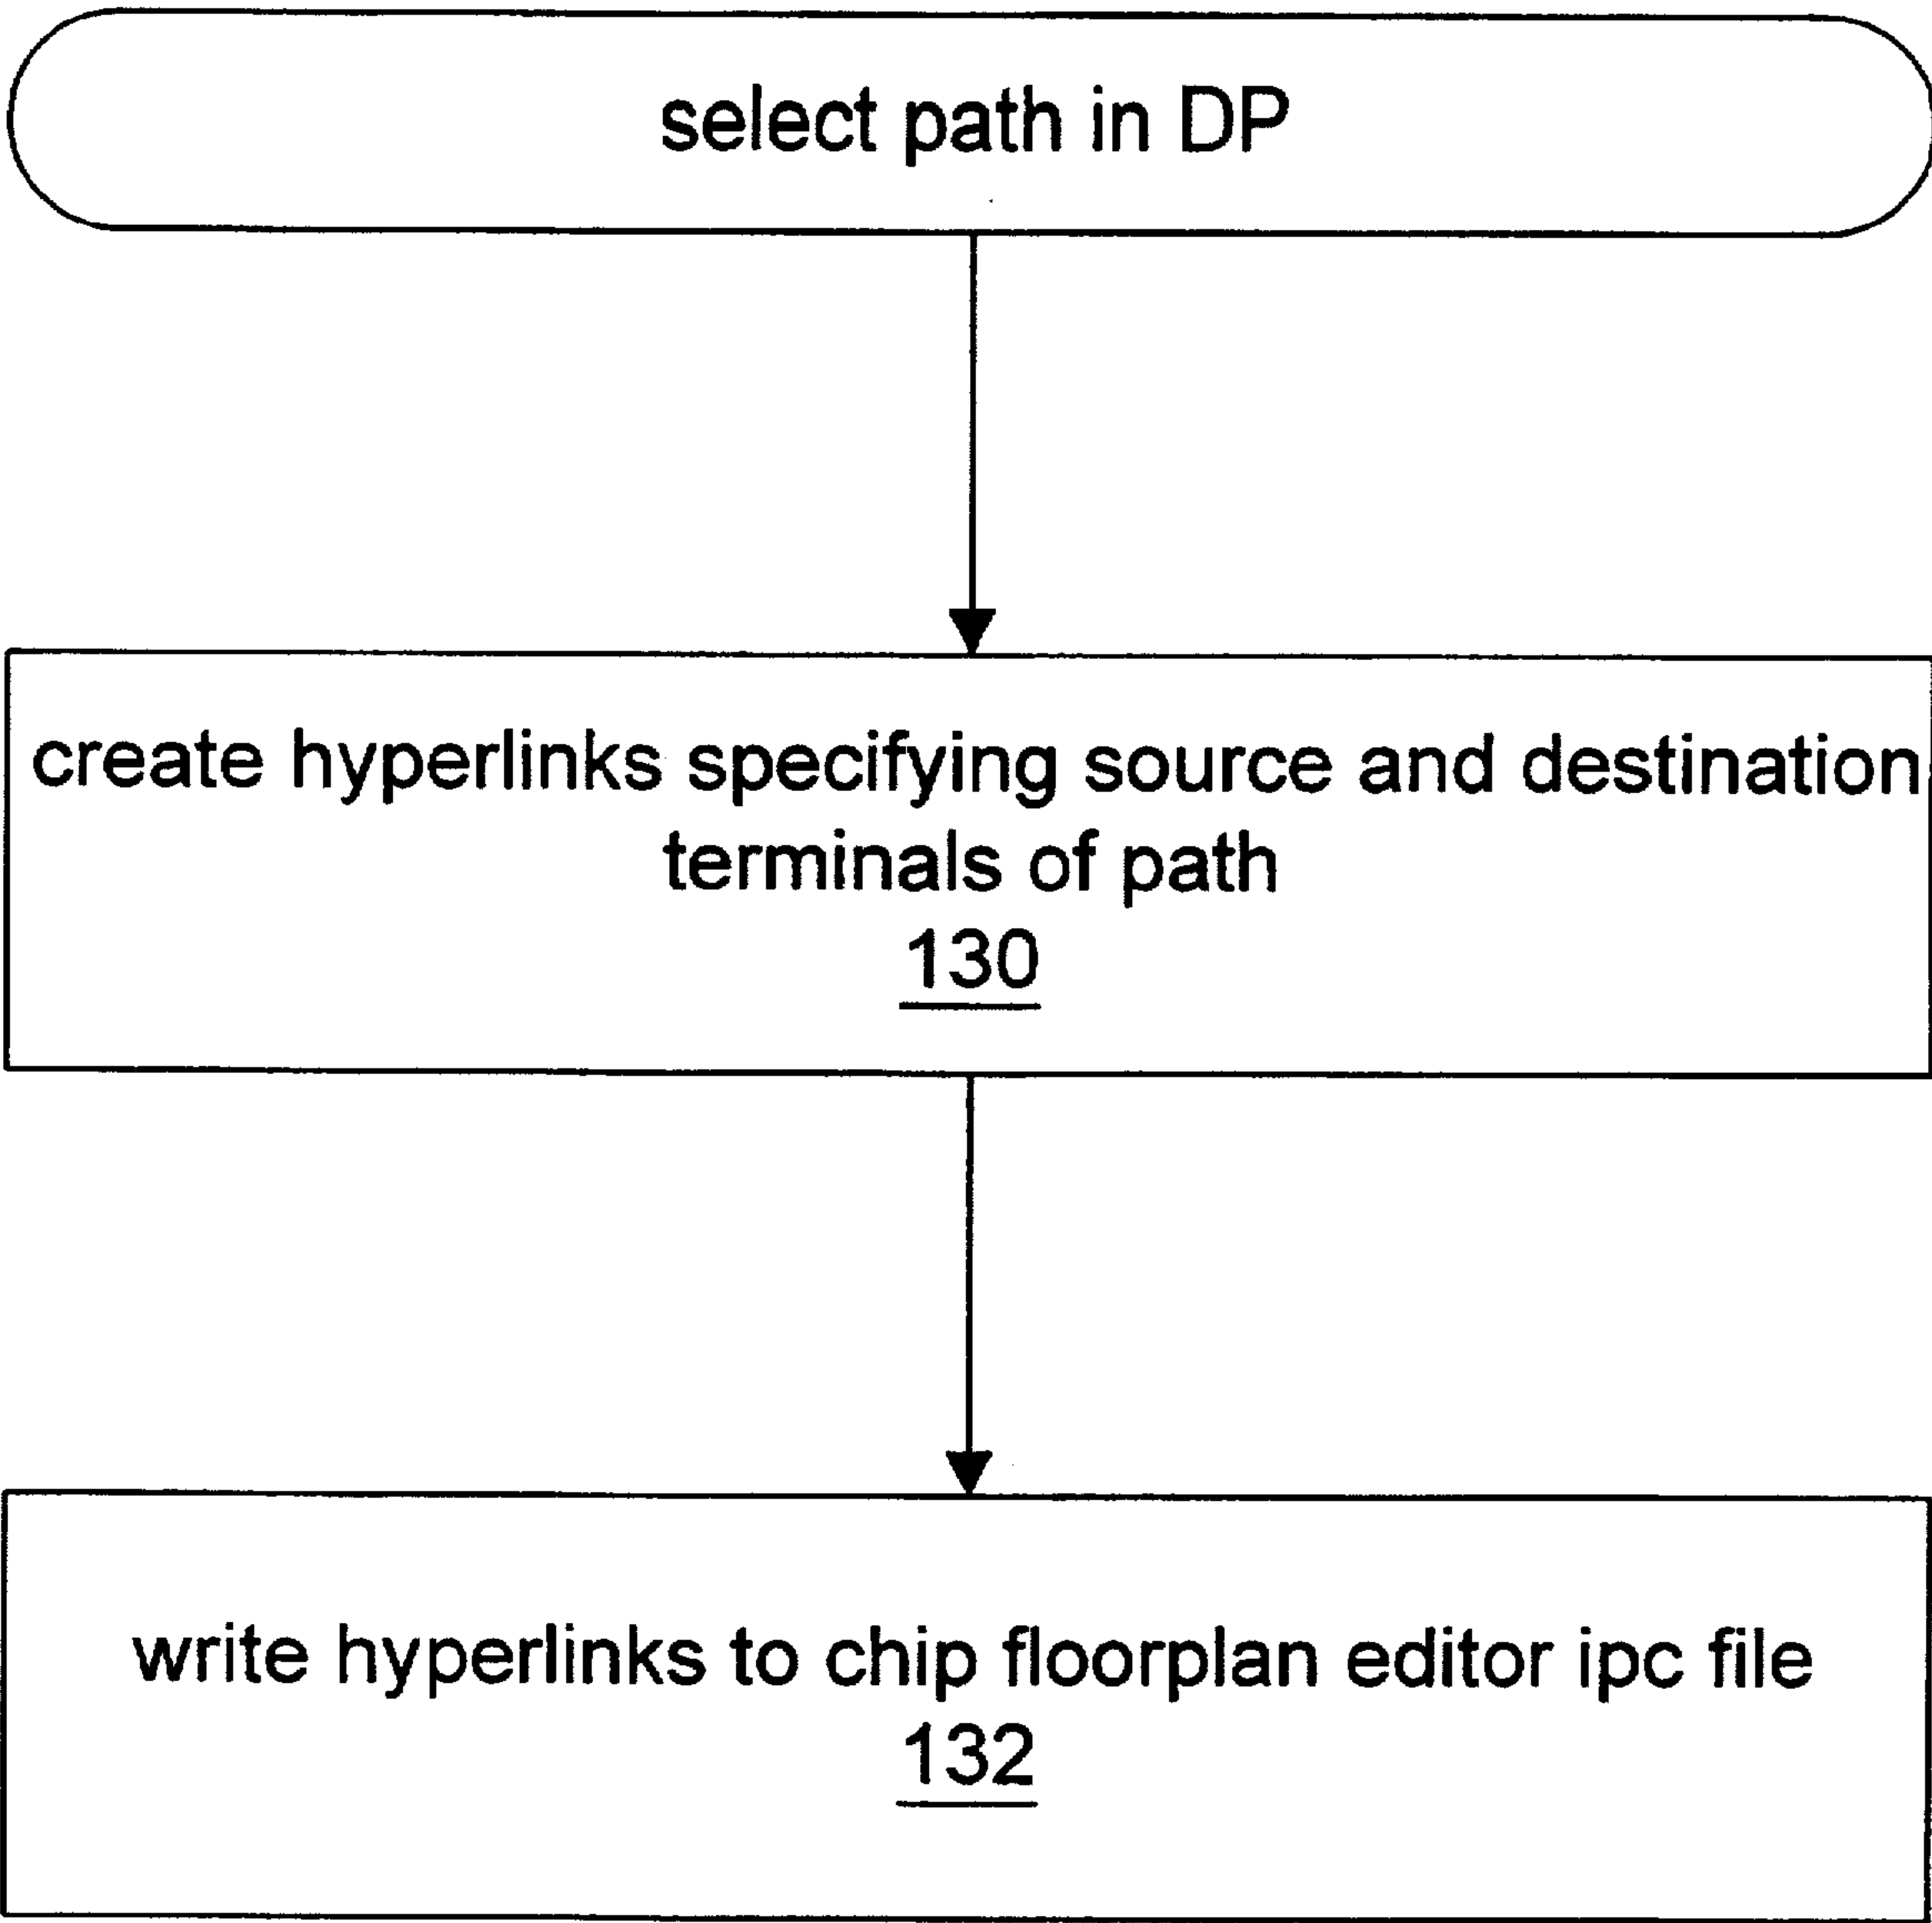 select path in DP
create hyperlinks specifying source and destination
terminals of path
130
write hyperlinks to chip floorplan editor ipc file
132